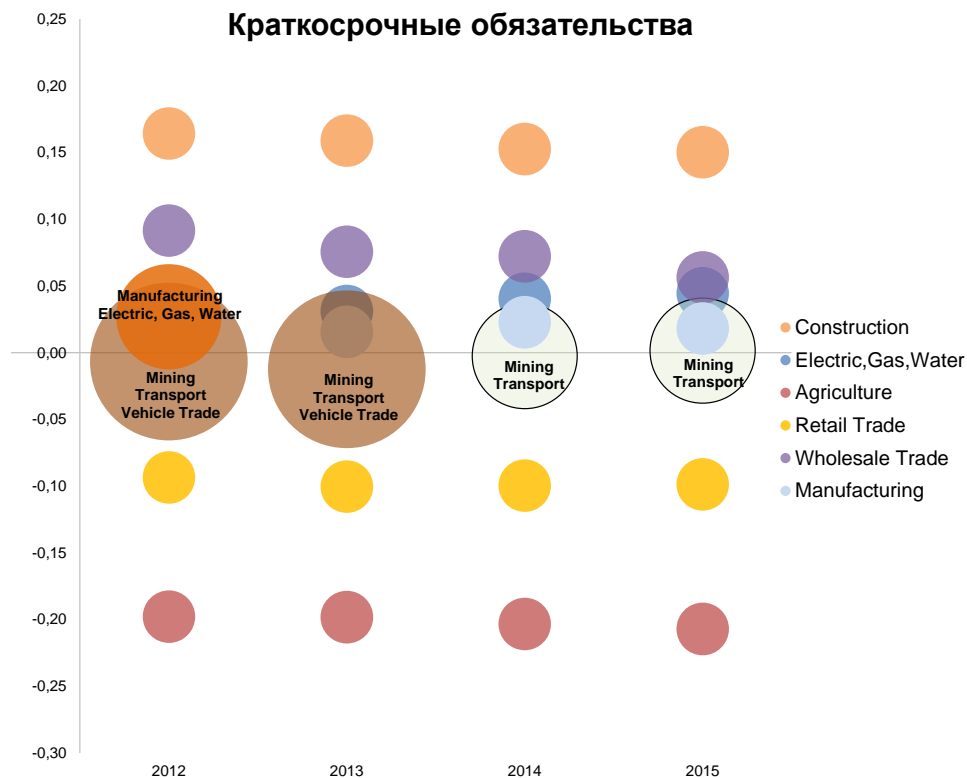 Краткосрочные обязательства
0,25
0,20
0,15
0,10
0,05
0,00
-0,05
-0,10
-0,15
-0,20
-0,25
-0,30
Manufacturing
Electric, Gas, Water
Mining
Transport
Vehicle Trade
Mining
Transport
Vehicle Trade
Mining
Transport
Mining
Transport
Construction
Electric,Gas,Water
Agriculture
Retail Trade
Wholesale Trade
Manufacturing
2012
2013
2014
2015